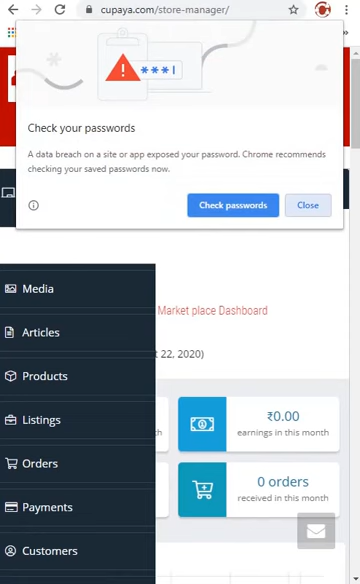 cupaya.com/store-manager/
***
Check your passwords
A data breach on a site or app exposed your password. Chrome recommends
checking your saved passwords now.
Check passwords
Close
Media
Market place Dashboard
Articles
t 22, 2020)
Products
Listings
₹0.00
th
earnings in this month
Orders
0 orders
received in this month
Payments
Customers